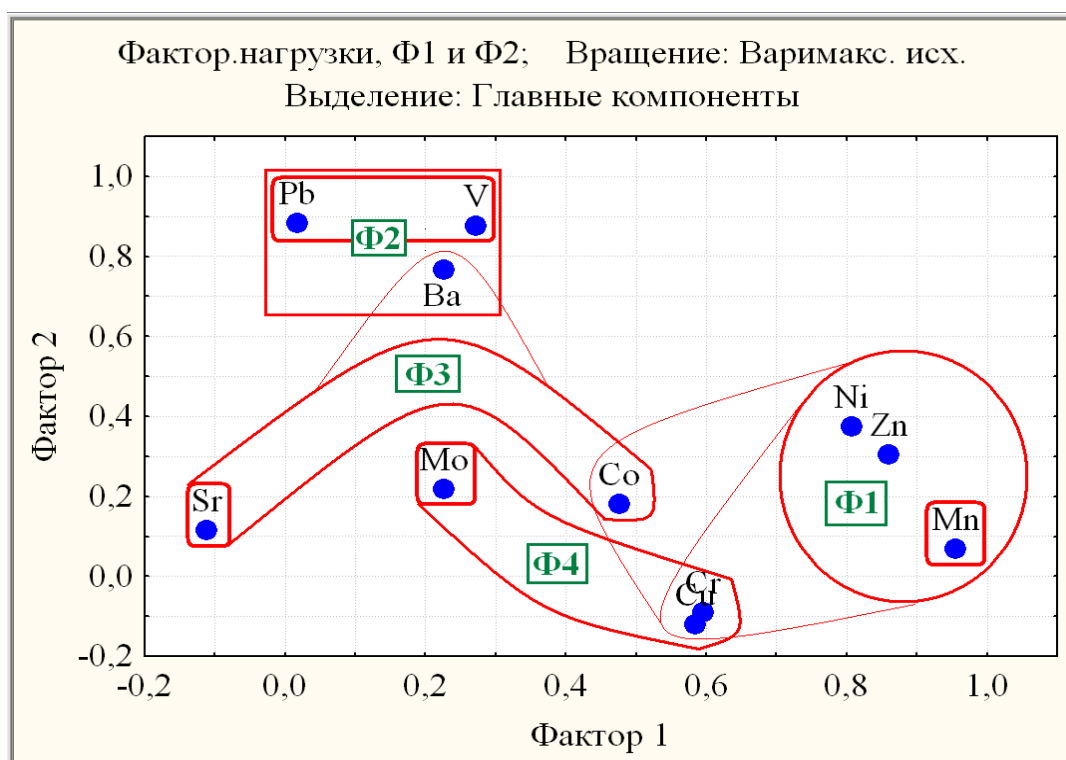 Фактор.нагрузки, Ф1 и Ф2; Вращение: Варимакс. исх.
Выделение: Главные компоненты
Фактор 2
1,0
0,8
0,6
0,4
0,2
0,0
-0,2
Pb
V
Ф2
Ba
Ф3
Ni
Zn
Mo
Co
Sr
Ф1
Mn
Ф4
Cr
Cu
-0,2 0,0 0,2 0,4 0,6 0,8 1,0
Фактор 1